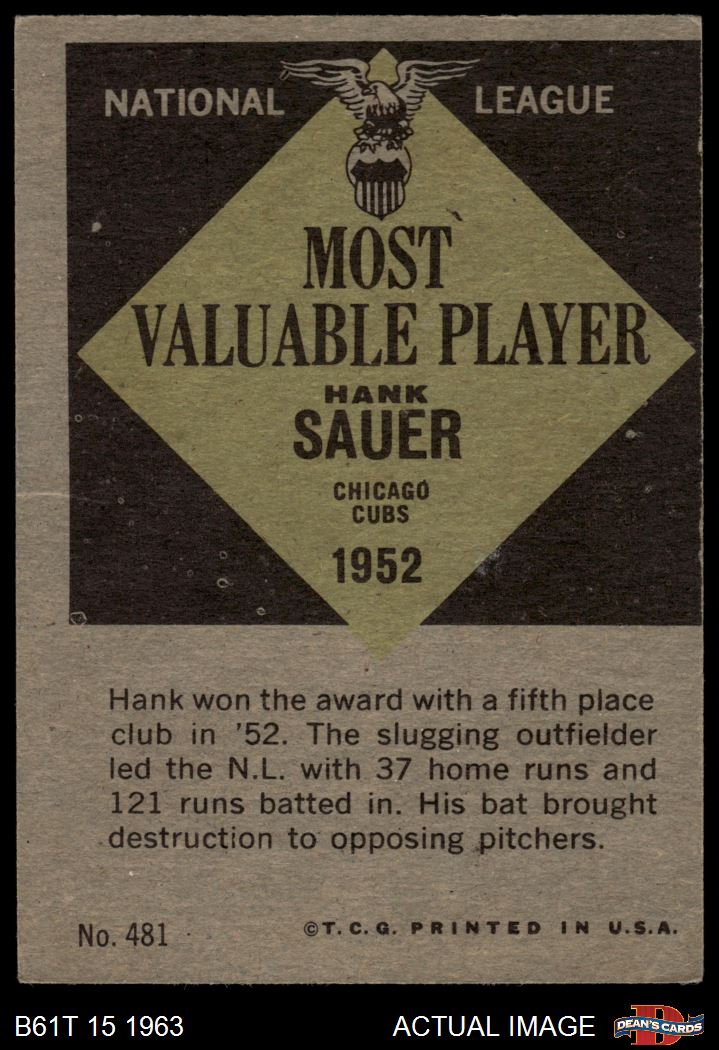 NATIONAL LEAGUE
MOST
VALUABLE PLAYER
HANK
SAUER
CHICAGO
CUBS
1952
Hank won the award with a fifth place
club in '52. The slugging outfielder
led the N.L. with 37 home runs and
121 runs batted in. His bat brought
destruction to opposing pitchers.
No. 481
©T.C.G. PRINTED IN U.S.A.
B61T 15 1963
ACTUAL IMAGE
D
DEAN'S CARDS